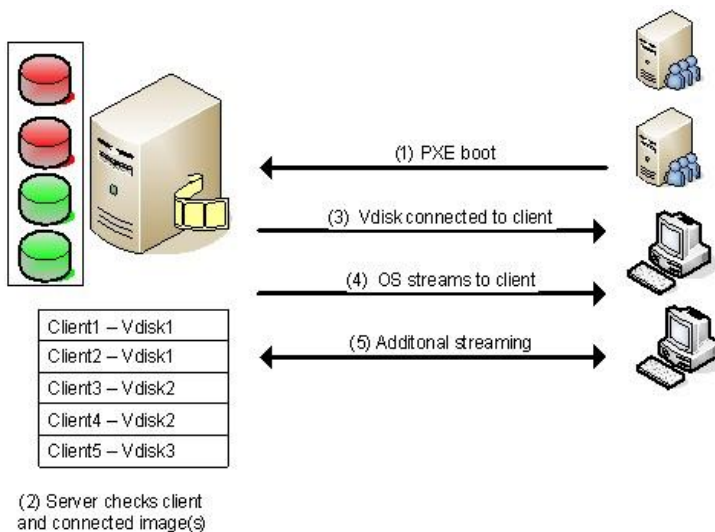 (1) PXE boot
(3) Vdisk connected to client
(4) OS streams to client
(5) Additonal streaming
Client1 – Vdisk1
Client2 – Vdisk1
Client3 – Vdisk2
Client4 – Vdisk2
Client5 – Vdisk3
(2) Server checks client
and connected image(s)